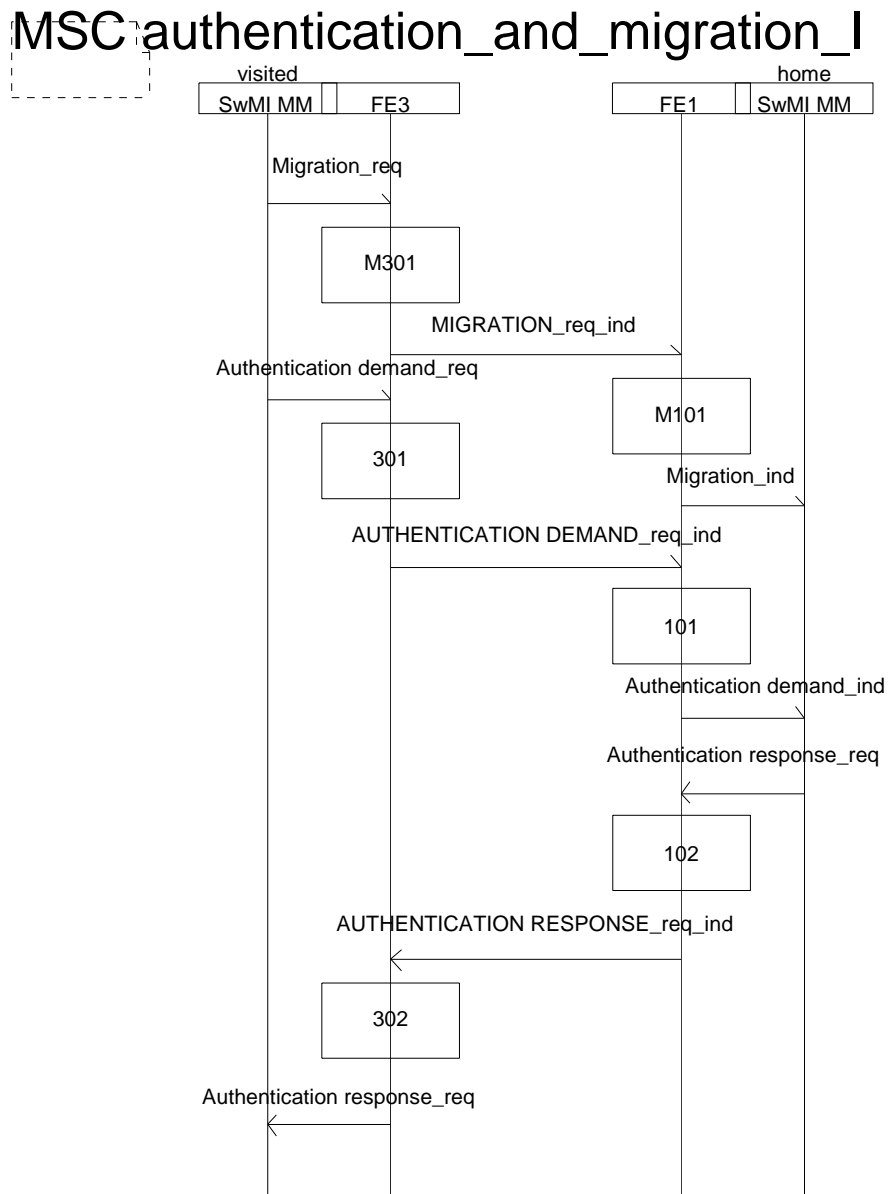 MSC authentication_and_migration_I
visited
home
SwMI MM
FE3
FE1
SwMI MM
Migration_req
M301
MIGRATION_req_ind
Authentication demand_req
M101
301
Migration_ind
AUTHENTICATION DEMAND_req_ind
101
Authentication demand_ind
Authentication response_req
102
AUTHENTICATION RESPONSE_req_ind
302
Authentication response_req